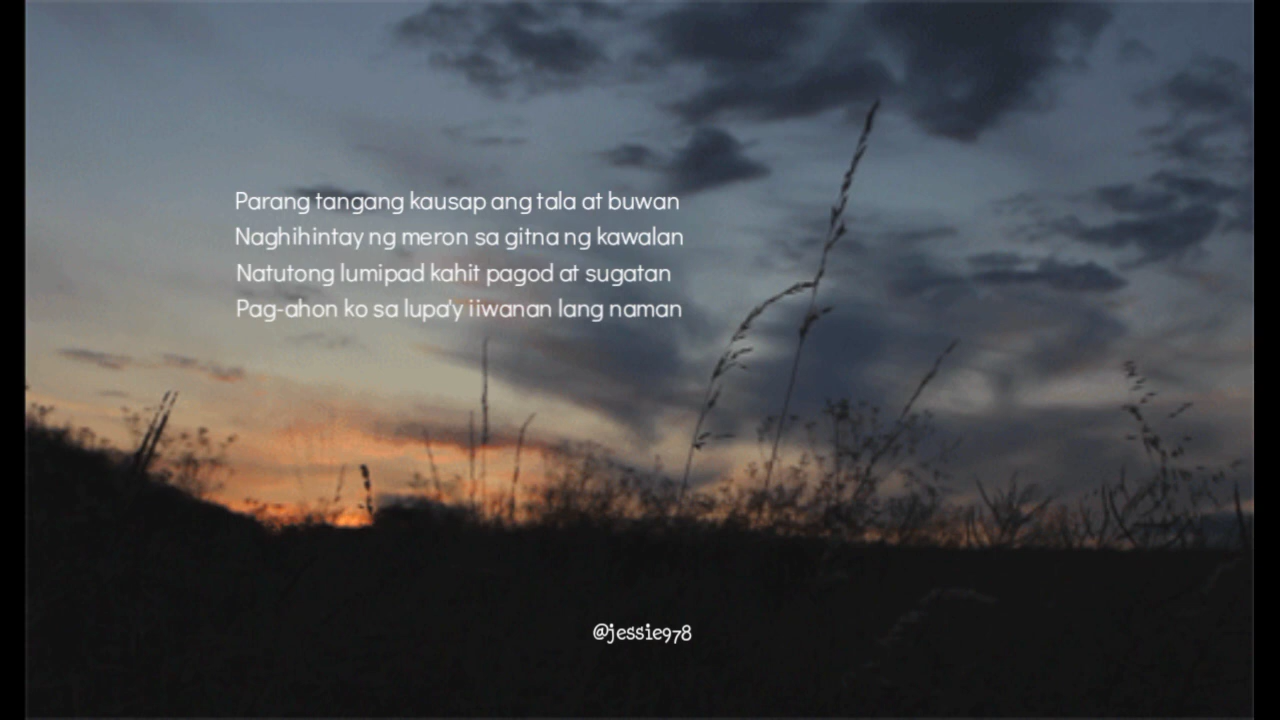 Parang tangang kausap ang tala at buwan
Naghihintay ng meron sa gitna ng kawalan
Natutong lumipad kahit pagod at sugatan
Pag-ahon ko sa lupa'y iiwanan lang naman
@jessie978